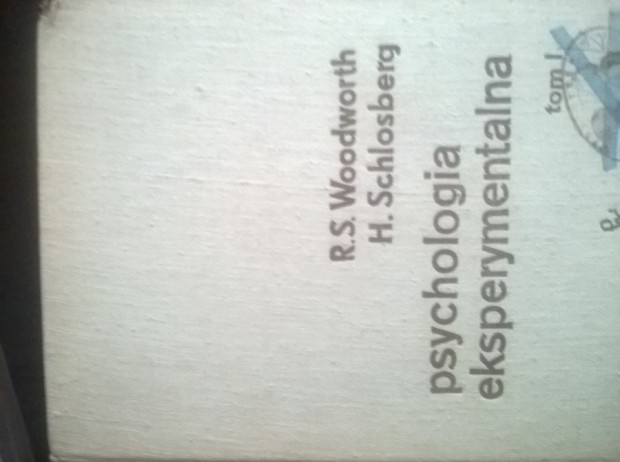 R.S. Woodworth
H. Schlosberg
psychologia
eksperymentalna
tom I